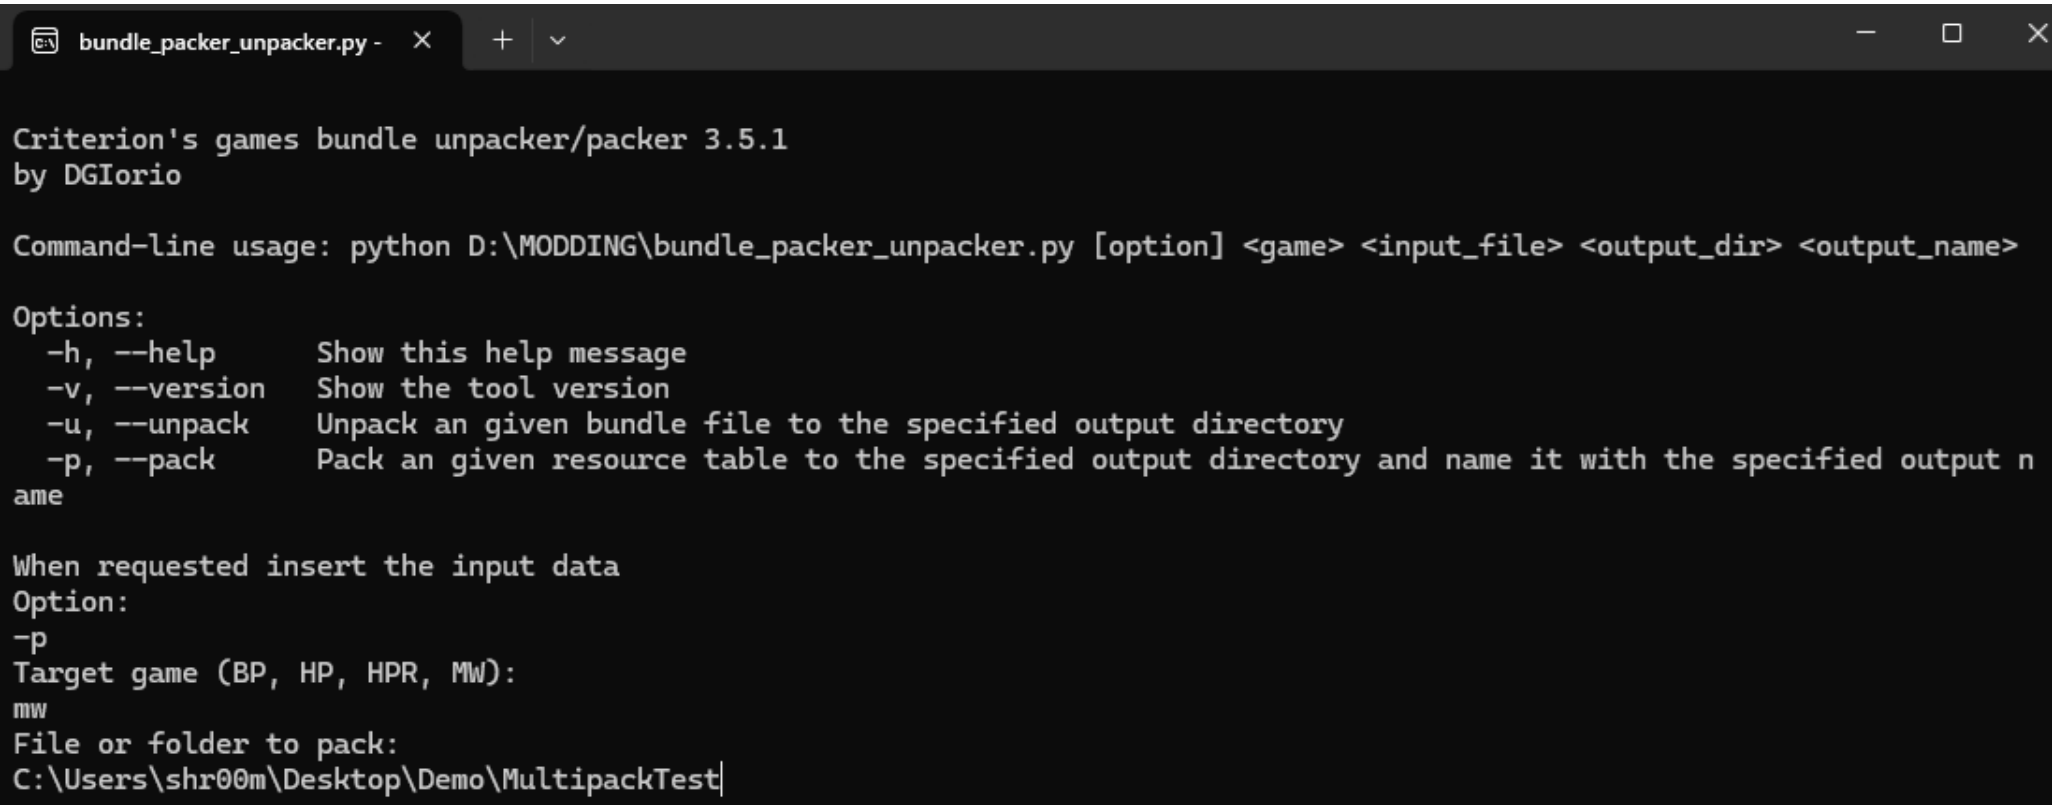 bundle_packer_unpacker.py -
Criterion's games bundle unpacker/packer 3.5.1
by DGIorio
Command-line usage: python D:\MODDING\bundle_packer_unpacker.py [option] <game> <input_file> <output_dir> <output_name>
Options:
-h, --help Show this help message
-v, --version Show the tool version
-u, --unpack Unpack an given bundle file to the specified output directory
-p, --pack Pack an given resource table to the specified output directory and name it with the specified output n
ame
When requested insert the input data
Option:
-p
Target game (BP, HP, HPR, MW):
mw
File or folder to pack:
C:\Users\shr00m\Desktop\Demo\MultipackTest